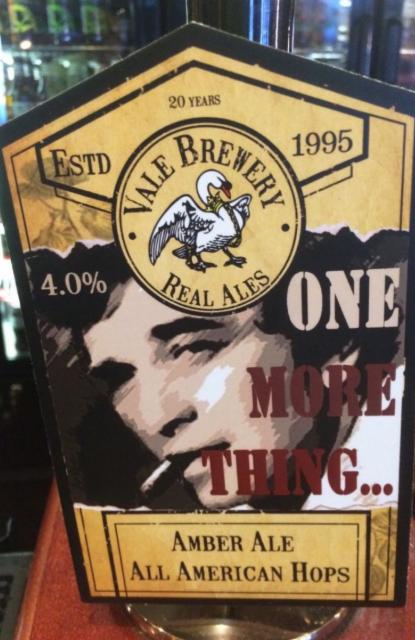 20 YEARS
ESTD
1995
VALE BREWERY
REAL ALES
4.0%
ONE
MORE
THING...
AMBER ALE
ALL AMERICAN HOPS